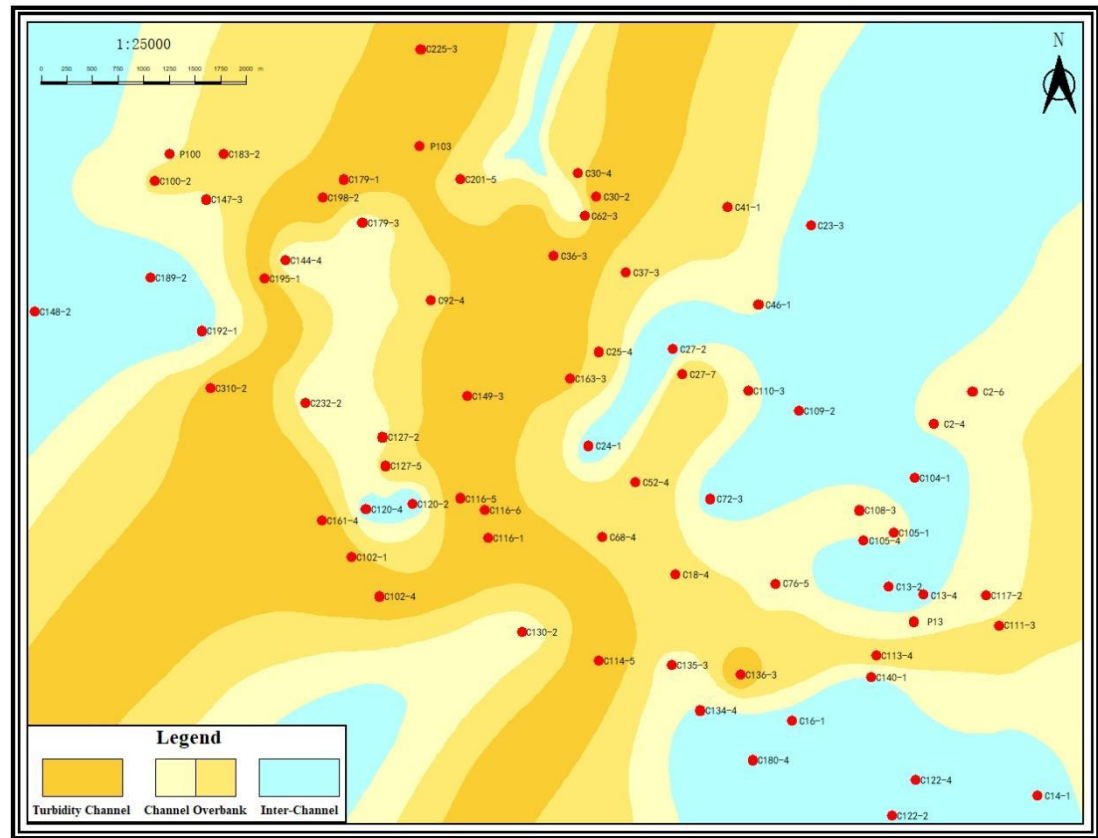 1:25000
N
0 250 500 750 1000 1250 1500 1750 2000 m
C225-3
P103
P100
C183-2
C100-2
C147-3
C179-1
C198-2
C201-5
C30-4
C30-2
C62-3
C41-1
C23-3
C179-3
C36-3
C144-4
C195-1
C37-3
C189-2
C92-4
C46-1
C148-2
C192-1
C25-4
C27-2
C27-7
C163-3
C310-2
C149-3
C232-2
C110-3
C2-6
C109-2
C2-4
C127-2
C24-1
C127-5
C104-1
C52-4
C116-5
C72-3
C120-2
C120-4
C116-6
C108-3
C161-4
C105-1
C116-1
C68-4
C105-4
C102-1
C18-4
C76-5
C13-2
C13-4
C117-2
C102-4
P13
C111-3
C130-2
C113-4
C114-5
C135-3
C136-3
C140-1
C134-4
C16-1
C180-4
C122-4
C14-1
C122-2
Legend
Turbidity Channel
Channel Overbank
Inter-Channel